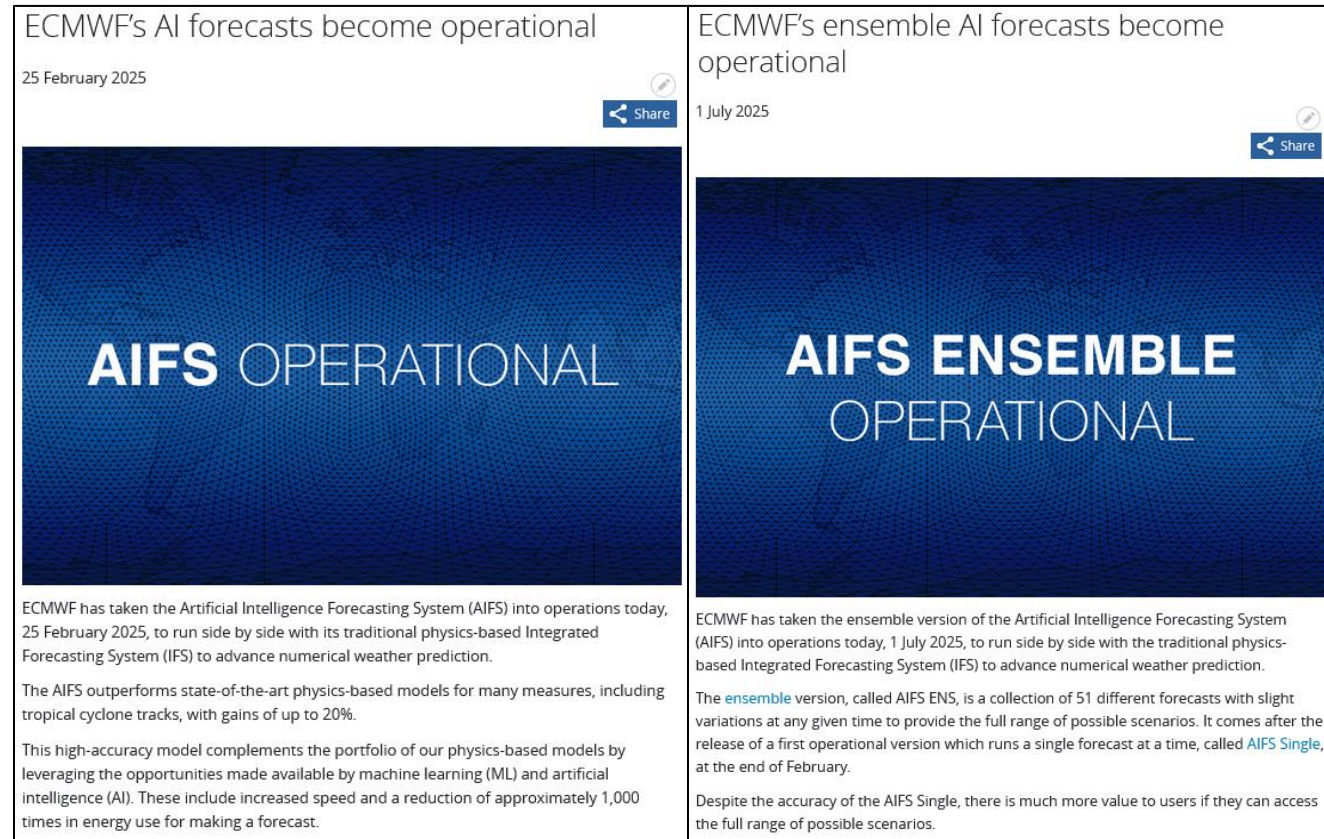 ECMWF's AI forecasts become operational
25 February 2025
Share
AIFS OPERATIONAL
ECMWF has taken the Artificial Intelligence Forecasting System (AIFS) into operations today,
25 February 2025, to run side by side with its traditional physics-based Integrated
Forecasting System (IFS) to advance numerical weather prediction.
The AIFS outperforms state-of-the-art physics-based models for many measures, including
tropical cyclone tracks, with gains of up to 20%.
This high-accuracy model complements the portfolio of our physics-based models by
leveraging the opportunities made available by machine learning (ML) and artificial
intelligence (AI). These include increased speed and a reduction of approximately 1,000
times in energy use for making a forecast.
ECMWF's ensemble AI forecasts become
operational
1 July 2025
Share
AIFS ENSEMBLE
OPERATIONAL
ECMWF has taken the ensemble version of the Artificial Intelligence Forecasting System
(AIFS) into operations today, 1 July 2025, to run side by side with the traditional physics-
based Integrated Forecasting System (IFS) to advance numerical weather prediction.
The ensemble version, called AIFS ENS, is a collection of 51 different forecasts with slight
variations at any given time to provide the full range of possible scenarios. It comes after the
release of a first operational version which runs a single forecast at a time, called AIFS Single,
at the end of February.
Despite the accuracy of the AIFS Single, there is much more value to users if they can access
the full range of possible scenarios.